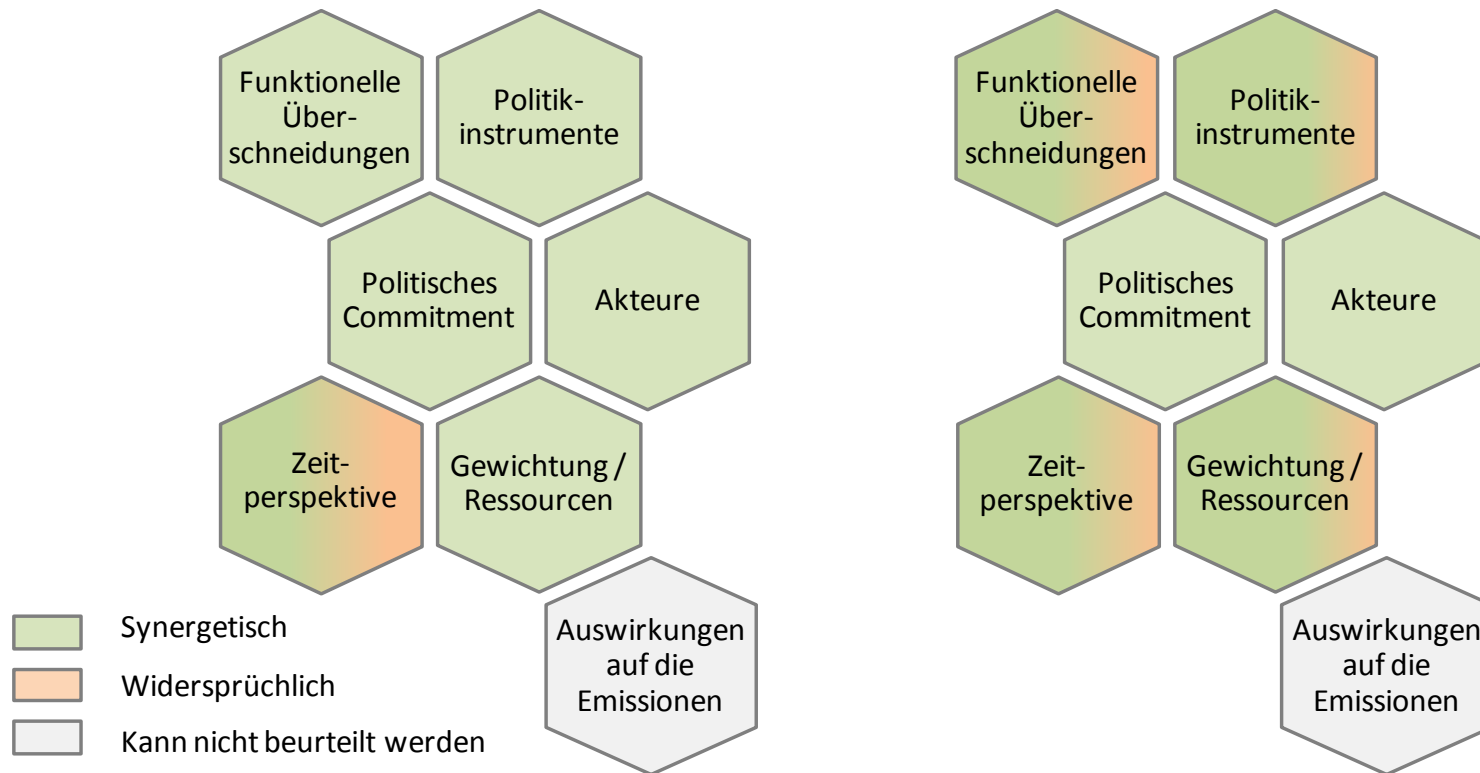 Funktionelle
Über-
schneidungen
Politik-
instrumente
Politisches
Commitment
Akteure
Zeit-
perspektive
Gewichtung /
Ressourcen
Auswirkungen
auf die
Emissionen
Funktionelle
Über-
schneidungen
Politik-
instrumente
Politisches
Commitment
Akteure
Zeit-
perspektive
Gewichtung /
Ressourcen
Auswirkungen
auf die
Emissionen
Synergetisch
Widersprüchlich
Kann nicht beurteilt werden